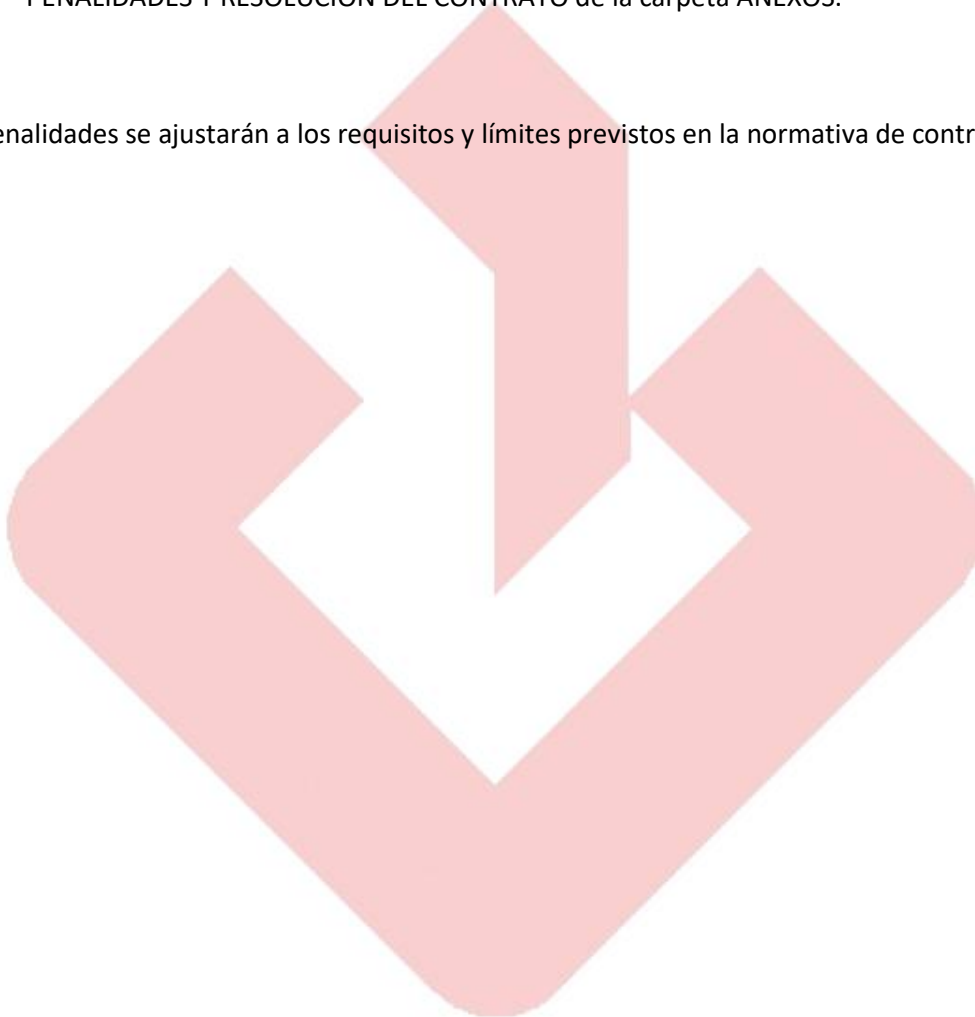 PENALIDADES Y RESOLUCIÓN DEL CONTRATO de la carpeta ANEXOS.
enalidades se ajustarán a los requisitos y límites previstos en la normativa de contr